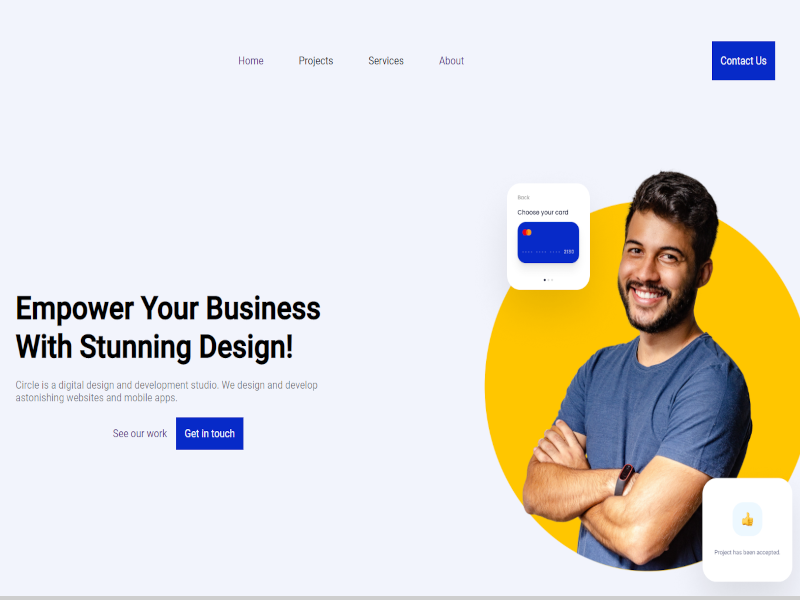 Home Projects Services About
Contact Us
Back
Choose your card
Empower Your Business
With Stunning Design!
Circle is a digital design and development studio. We design and develop
astonishing websites and mobile apps.
See our work
Get in touch
Project has been accepted.